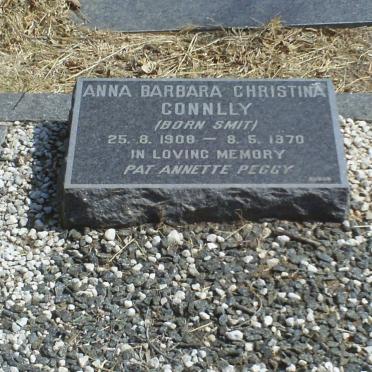 ANNA BARBARA CHRISTINA
CONNLLY
(BORN SMIT)
25. 8. 1908 — 8. 5. 1970
IN LOVING MEMORY
PAT ANNETTE PEGGY